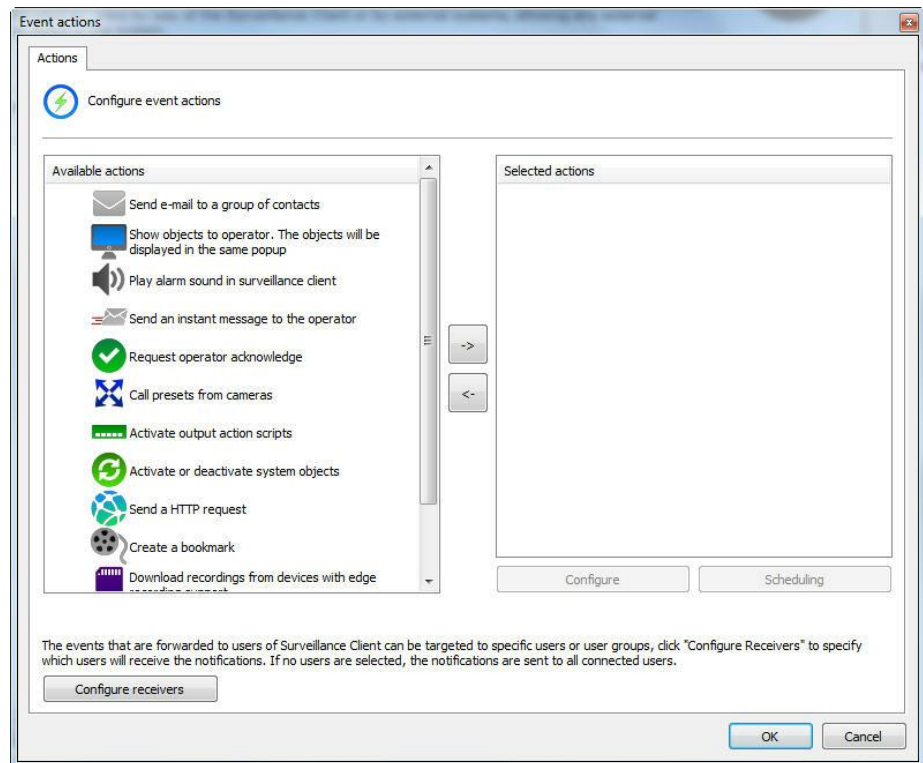 Event actions
Actions
Configure event actions
Available actions
Send e-mail to a group of contacts
Show objects to operator. The objects will be
displayed in the same popup
Play alarm sound in surveillance client
Send an instant message to the operator
Request operator acknowledge
Call presets from cameras
Activate output action scripts
Activate or deactivate system objects
Send a HTTP request
Create a bookmark
Download recordings from devices with edge
->
<-
Selected actions
Configure
Scheduling
The events that are forwarded to users of Surveillance Client can be targeted to specific users or user groups, click "Configure Receivers" to specify
which users will receive the notifications. If no users are selected, the notifications are sent to all connected users.
Configure receivers
OK
Cancel